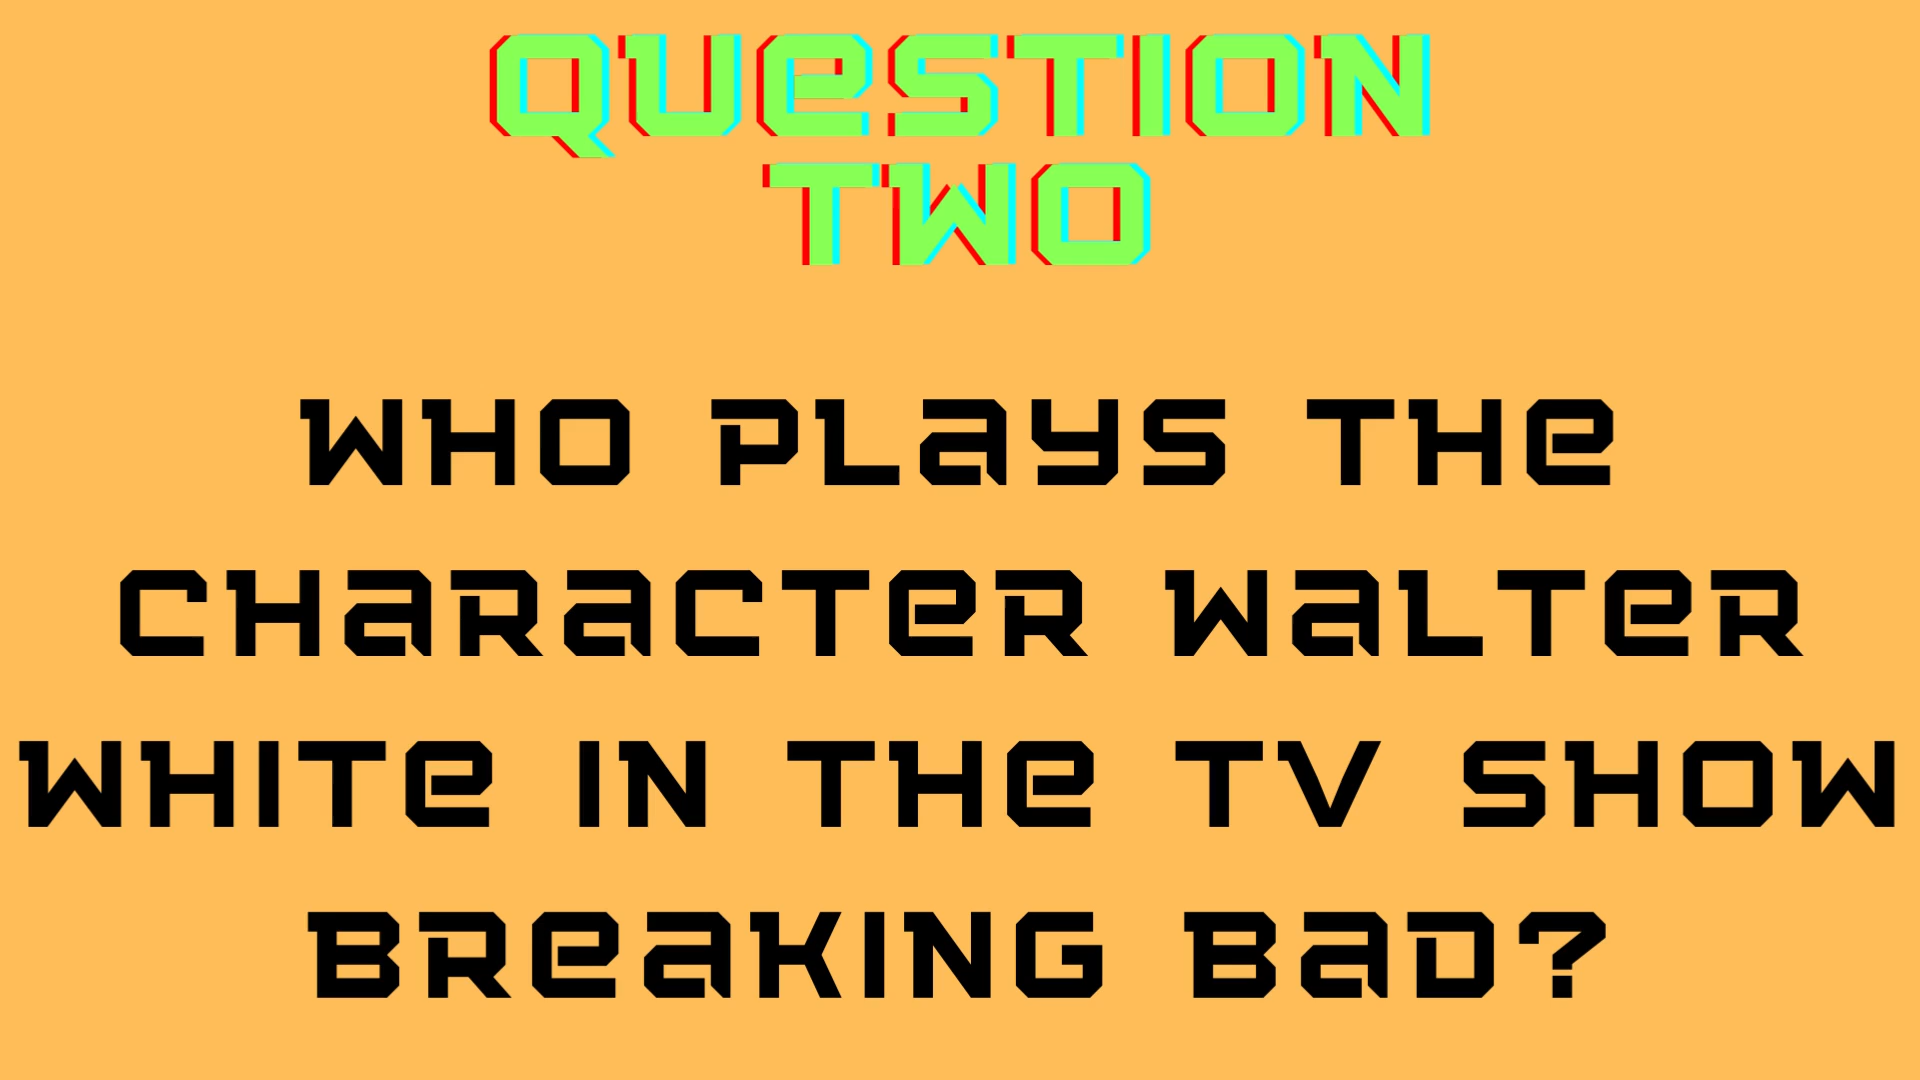 QUESTION
TWO
WHO PLAYS THE
CHARACTER WALTER
WHITE IN THE TV SHOW
BREAKING BAD?